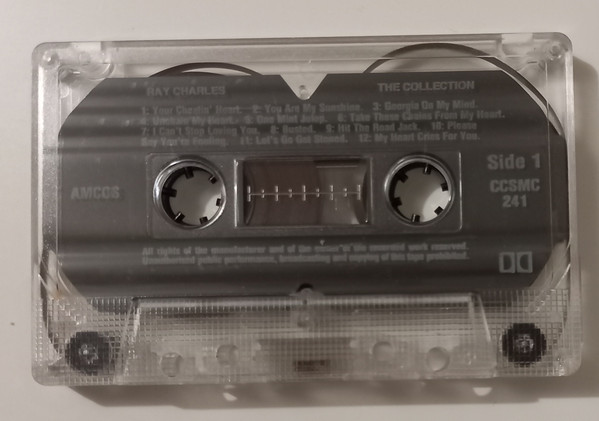 RAY CHARLES
THE COLLECTION
1: Your Cheatin' Heart. 2: You Are My Sunshine. 3: Georgia On My Mind.
4: Unchain My Heart. 5: One Mint Julep. 6: Take These Chains From My Heart.
7: I Can't Stop Loving You. 8: Busted. 9: Hit The Road Jack. 10: Please
Say You're Fooling. 11: Let's Go Get Stoned. 12: My Heart Cries For You.
Side 1
AMCOS
CCSMC
241
All rights of the manufacturer and of the owner of the recorded work reserved.
Unauthorised public performance, broadcasting and copying of this tape prohibited.